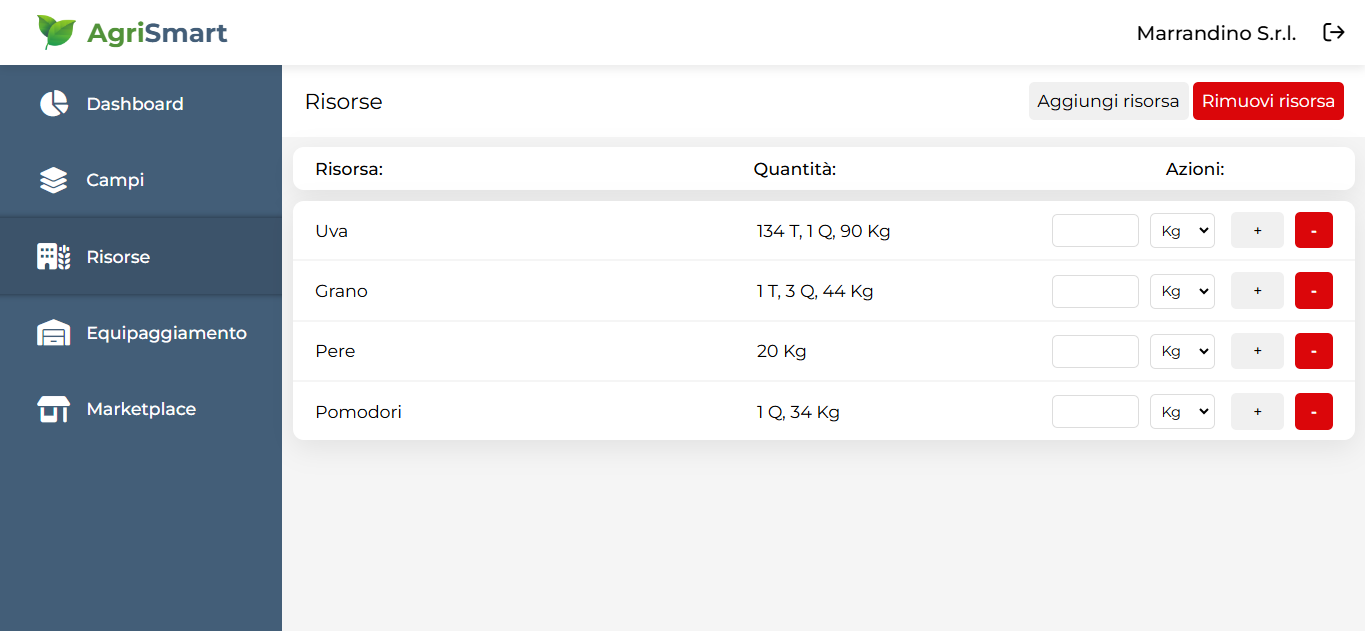 AgriSmart
Marrandino S.r.l.
Dashboard
Campi
Risorse
Equipaggiamento
Marketplace
Risorse
Aggiungi risorsa
Rimuovi risorsa
Risorsa: Quantità: Azioni:
Uva 134 T, 1 Q, 90 Kg Kg + -
Grano 1 T, 3 Q, 44 Kg Kg + -
Pere 20 Kg Kg + -
Pomodori 1 Q, 34 Kg Kg + -